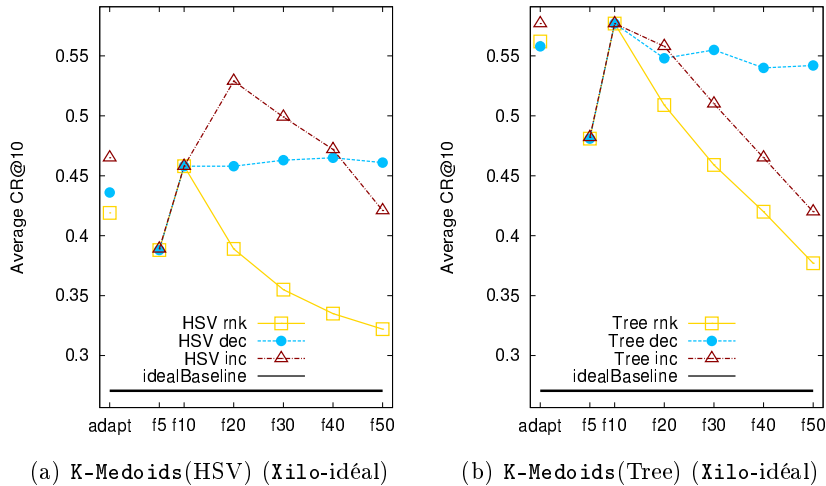 Average CR@10
0.55
0.5
0.45
0.4
0.35
0.3
HSV rnk
HSV dec
HSV inc
idealBaseline
adapt f5 f10 f20 f30 f40 f50
(a) K-Medoids(HSV) (Xilo-idéal)
Average CR@10
0.55
0.5
0.45
0.4
0.35
0.3
Tree rnk
Tree dec
Tree inc
idealBaseline
adapt f5 f10 f20 f30 f40 f50
(b) K-Medoids(Tree) (Xilo-idéal)